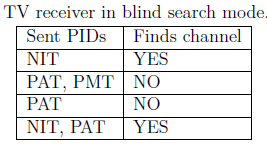 TV receiver in blind search mode.
Sent PIDs Finds channel
NIT YES
PAT, PMT NO
PAT NO
NIT, PAT YES